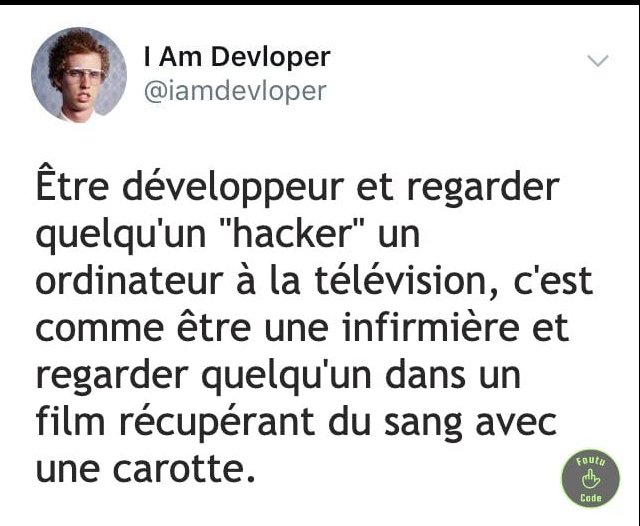 I Am Devloper
@iamdevloper
Être développeur et regarder
quelqu'un "hacker" un
ordinateur à la télévision, c'est
comme être une infirmière et
regarder quelqu'un dans un
film récupérant du sang avec
une carotte.
Foutu
Code